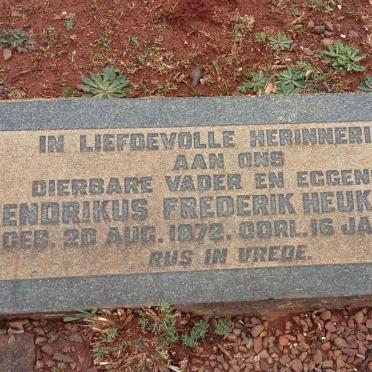 IN LIEFDEVOLLE HERINNERI
AAN ONS
DIERBARE VADER EN EGGEN
ENDRIKUS FREDERIK HEUK
GEB. 20 AUG. 1872. OORL. 16 JA
RUS IN VREDE.